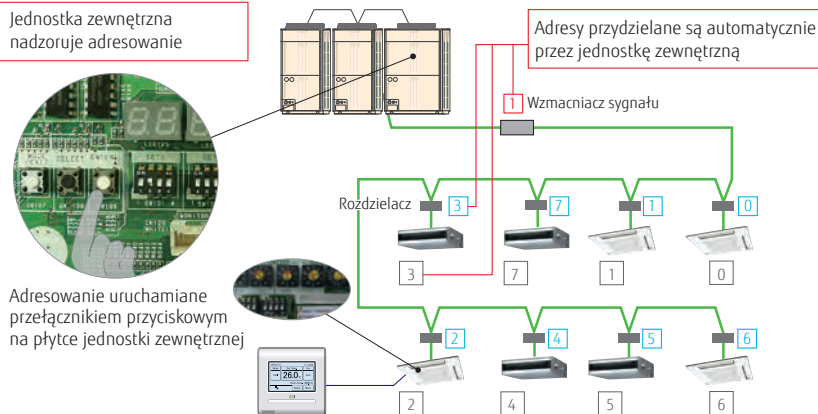 Jednostka zewnętrzna
nadzoruje adresowanie
Adresy przydzielane są automatycznie
przez jednostkę zewnętrzną
1 Wzmacniacz sygnału
Rozdzielacz 3 7 1 0
3 7 1 0
SELECT
Adresowanie uruchamiane
przełącznikiem przyciskowym
na płytce jednostki zewnętrznej
2 4 5 6
26.0
2 4 5 6